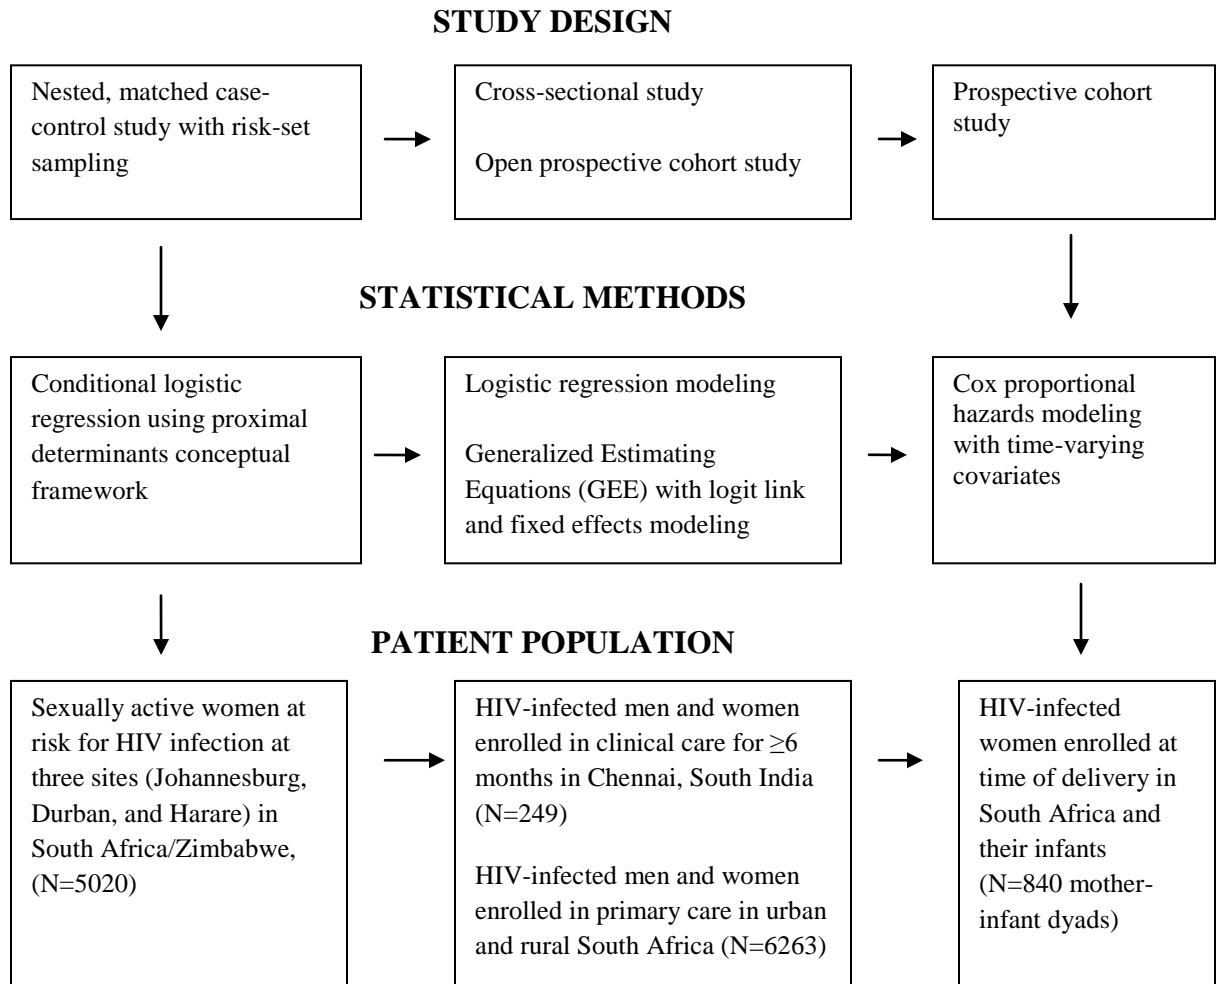 STUDY DESIGN
Nested, matched case-
control study with risk-set
sampling
Cross-sectional study
Open prospective cohort study
Prospective cohort
study
STATISTICAL METHODS
Conditional logistic
regression using proximal
determinants conceptual
framework
Logistic regression modeling
Generalized Estimating
Equations (GEE) with logit link
and fixed effects modeling
Cox proportional
hazards modeling
with time-varying
covariates
PATIENT POPULATION
Sexually active women at
risk for HIV infection at
three sites (Johannesburg,
Durban, and Harare) in
South Africa/Zimbabwe,
(N=5020)
HIV-infected men and women
enrolled in clinical care for ≥6
months in Chennai, South India
(N=249)
HIV-infected men and women
enrolled in primary care in urban
and rural South Africa (N=6263)
HIV-infected
women enrolled at
time of delivery in
South Africa and
their infants
(N=840 mother-
infant dyads)